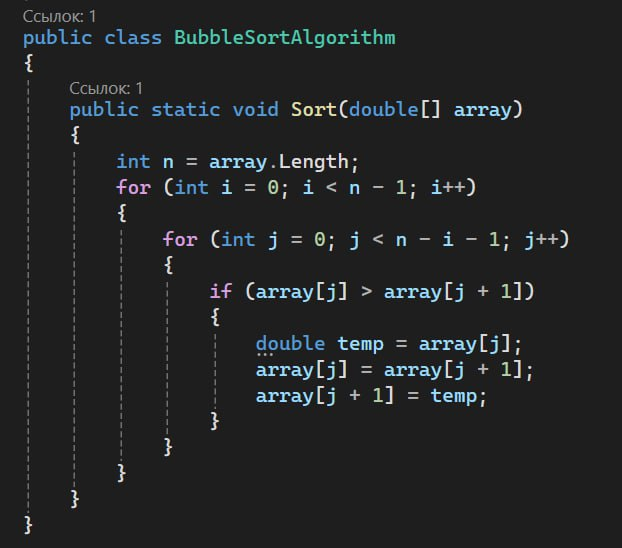 Ссылок: 1
public class BubbleSortAlgorithm
{
Ссылок: 1
public static void Sort(double[] array)
{
int n = array.Length;
for (int i = 0; i < n - 1; i++)
{
for (int j = 0; j < n - i - 1; j++)
{
if (array[j] > array[j + 1])
{
double temp = array[j];
array[j] = array[j + 1];
array[j + 1] = temp;
}
}
}
}
}